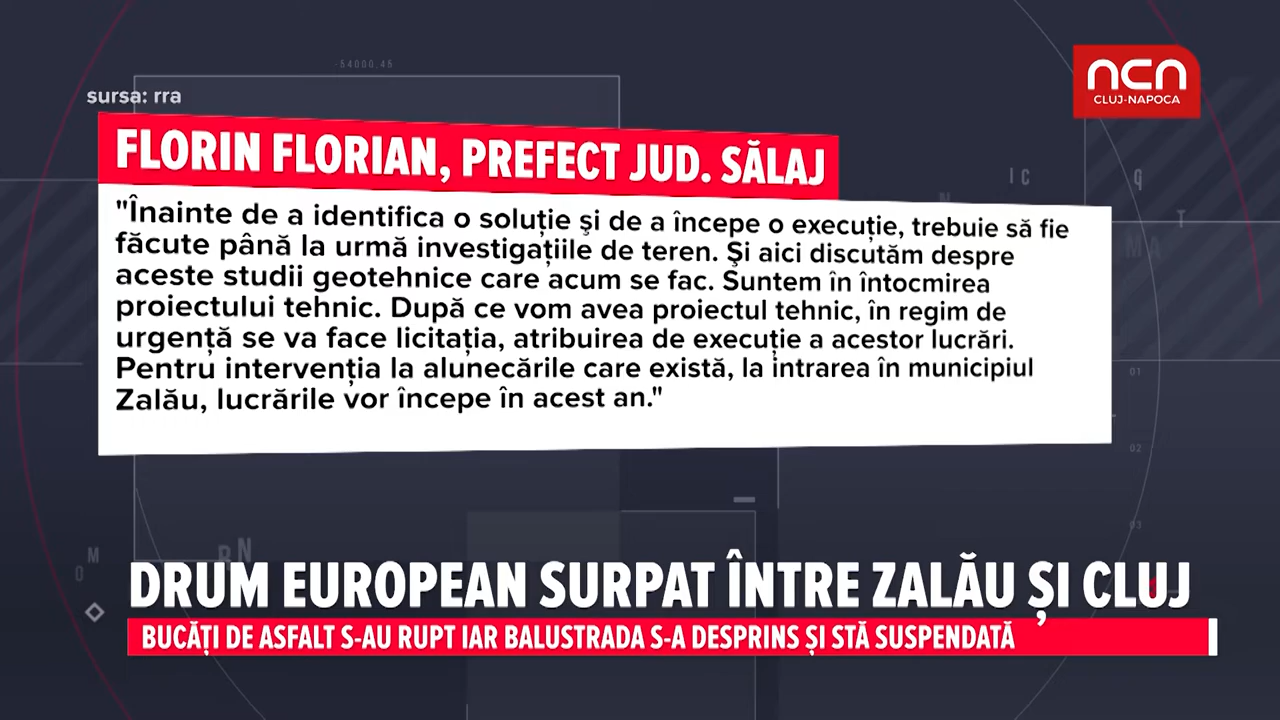 -54000.45
sursa: rra
ncn
CLUJ-NAPOCA
FLORIN FLORIAN, PREFECT JUD. SĂLAJ
"Înainte de a identifica o soluție şi de a începe o execuție, trebuie să fie
făcute până la urmă investigațiile de teren. Şi aici discutăm despre
aceste studii geotehnice care acum se fac. Suntem în întocmirea
proiectului tehnic. După ce vom avea proiectul tehnic, în regim de
urgență se va face licitația, atribuirea de execuție a acestor lucrări.
Pentru intervenția la alunecările care există, la intrarea în municipiul
Zalău, lucrările vor începe în acest an."
I C
q
N
T
M A
01
02
03
M
O
R N
DRUM EUROPEAN SURPAT ÎNTRE ZALĂU ȘI CLUJ
BUCĂȚI DE ASFALT S-AU RUPT IAR BALUSTRADA S-A DESPRINS ȘI STĂ SUSPENDATĂ